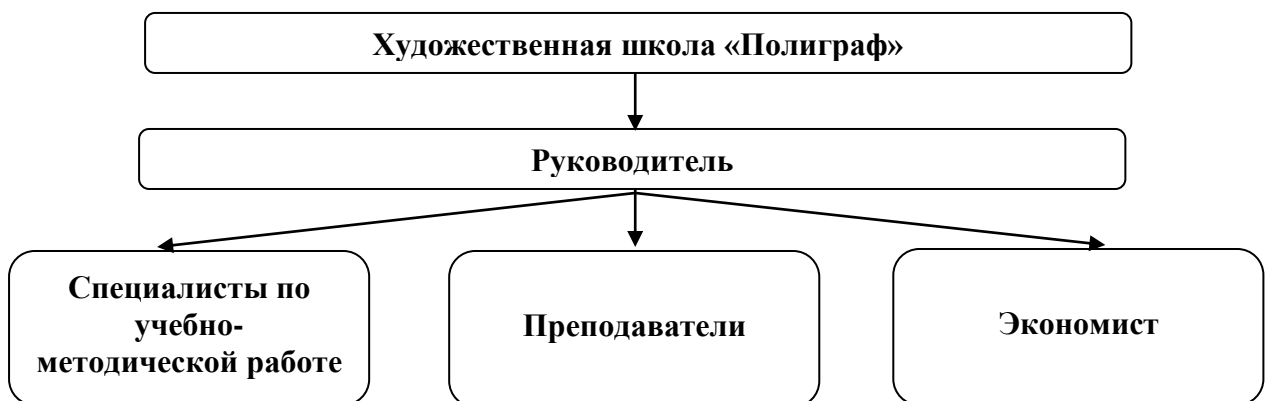 Художественная школа «Полиграф»
Руководитель
Специалисты по
учебно-
методической работе
Преподаватели
Экономист